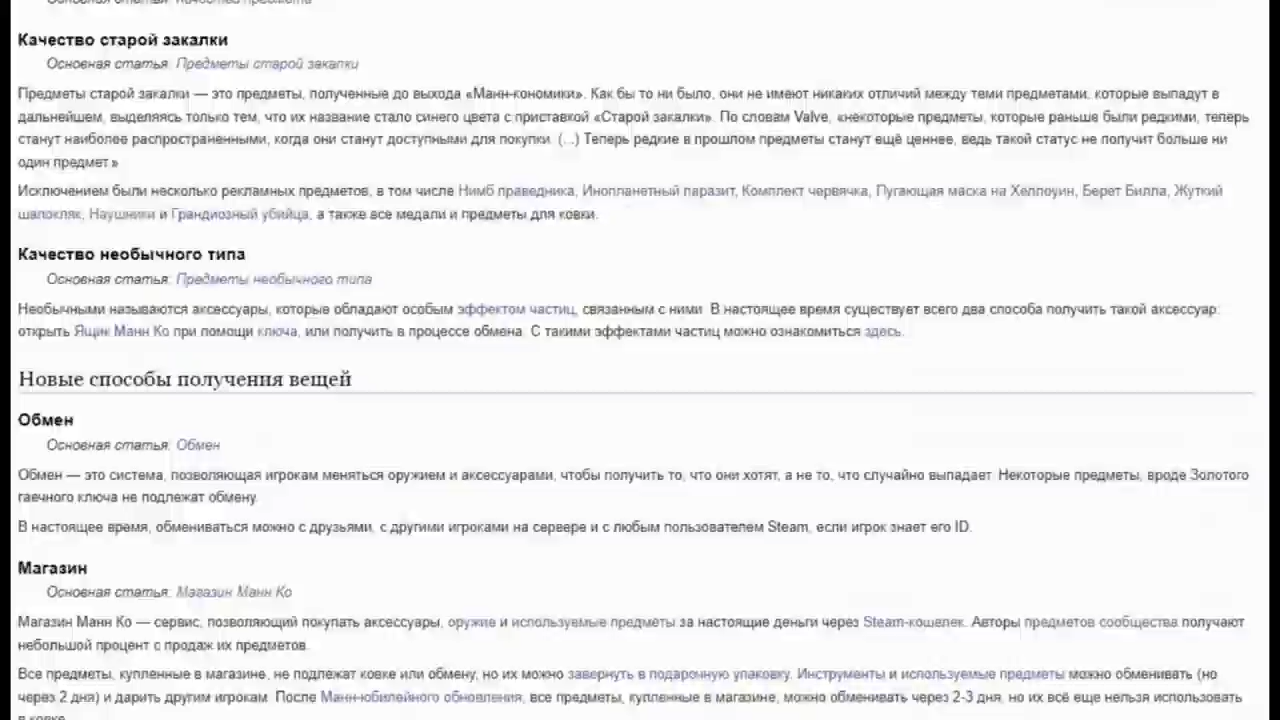 Основная статья: Качества предмета
Качество старой закалки
Основная статья: Предметы старой закалки
Предметы старой закалки — это предметы, полученные до выхода «Манн-кономики». Как бы то ни было, они не имеют никаких отличий между теми предметами, которые выпадут в
дальнейшем, выделяясь только тем, что их название стало синего цвета с приставкой «Старой закалки». По словам Valve, «некоторые предметы, которые раньше были редкими, теперь
станут наиболее распространенными, когда они станут доступными для покупки. (...) Теперь редкие в прошлом предметы станут ещё ценнее, ведь такой статус не получит больше ни
один предмет.»
Исключением были несколько рекламных предметов, в том числе Нимб праведника, Инопланетный паразит, Комплект червячка, Пугающая маска на Хеллоуин, Берет Билла, Жуткий
шапокляк, Наушники и Грандиозный убийца, а также все медали и предметы для ковки.
Качество необычного типа
Основная статья: Предметы необычного типа
Необычными называются аксессуары, которые обладают особым эффектом частиц, связанным с ними. В настоящее время существует всего два способа получить такой аксессуар:
открыть Ящик Манн Ко при помощи ключа, или получить в процессе обмена. С такими эффектами частиц можно ознакомиться здесь.
Новые способы получения вещей
Обмен
Основная статья: Обмен
Обмен — это система, позволяющая игрокам меняться оружием и аксессуарами, чтобы получить то, что они хотят, а не то, что случайно выпадает. Некоторые предметы, вроде Золотого
гаечного ключа не подлежат обмену.
В настоящее время, обмениваться можно с друзьями, с другими игроками на сервере и с любым пользователем Steam, если игрок знает его ID.
Магазин
Основная статья: Магазин Манн Ко
Магазин Манн Ко — сервис, позволяющий покупать аксессуары, оружие и используемые предметы за настоящие деньги через Steam-кошелек. Авторы предметов сообщества получают
небольшой процент с продаж их предметов.
Все предметы, купленные в магазине, не подлежат ковке или обмену, но их можно завернуть в подарочную упаковку. Инструменты и используемые предметы можно обменивать (но
через 2 дня) и дарить другим игрокам. После Манн-юбилейного обновления, все предметы, купленные в магазине, можно обменивать через 2-3 дня, но их всё еще нельзя использовать
в ковке.